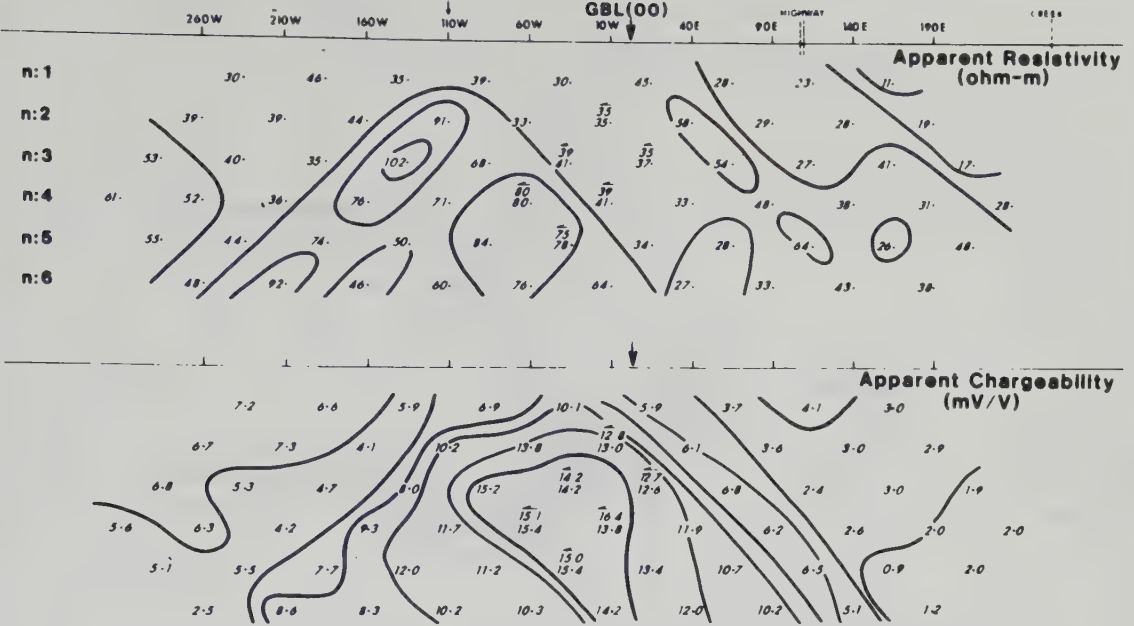 GBL(00)
HIGHWAY
260W 210W 160W 110W 60W 10W 40E 90E 140E 190E
Apparent Resistivity
(ohm-m)
n:1 30· 46· 35· 39· 30· 45· 28· 23· 11·
35
n:2 39· 39· 44· 91· 33· 35· 58· 29· 28· 19·
39 35
n:3 53· 40· 35· 102· 68· 41· 37· 54· 27· 41· 17·
80 39
n:4 61· 52· 36· 76· 71· 80· 41· 33· 48· 38· 31· 28·
75
n:5 55· 44· 74· 50· 84· 78· 34· 28· 64· 26· 48·
n:6 48· 92· 46· 60· 76· 64· 27· 33· 43· 38·
Apparent Chargeability
(mV/V)
7·2 6·6 5·9 6·9 10·1 5·9 3·7 4·1 3·0
12·8
6·7 7·3 4·1 10·2 13·8 13·0 6·1 3·6 3·0 2·9
14·2 12·7
6·8 5·3 4·7 8·0 15·2 14·2 12·6 6·8 2·4 3·0 1·9
15·1 16·4
5·6 6·3 4·2 9·3 11·7 15·4 13·8 11·9 6·2 2·6 2·0 2·0
15·0
5·1 5·5 7·7 12·0 11·2 15·4 13·4 10·7 6·5 0·9 2·0
2·5 8·6 8·3 10·2 10·3 14·2 12·0 10·2 5·1 1·2